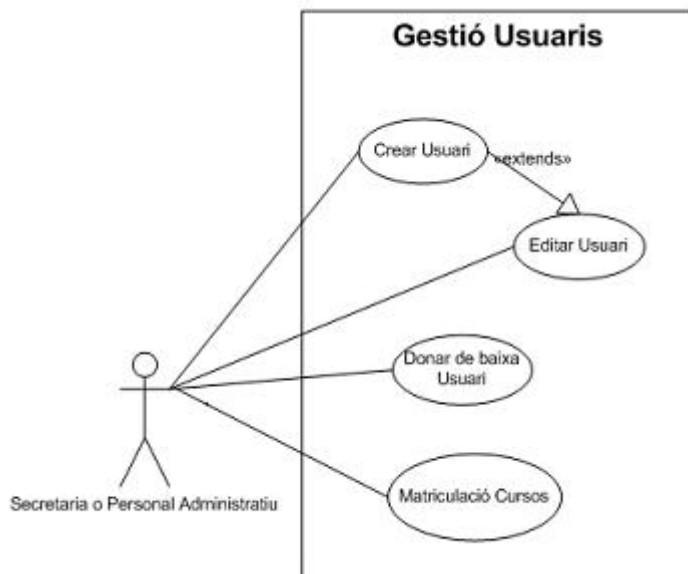 Gestió Usuaris
Crear Usuari
«extends»
Editar Usuari
Donar de baixa
Usuari
Secretaria o Personal Administratiu
Matriculació Cursos